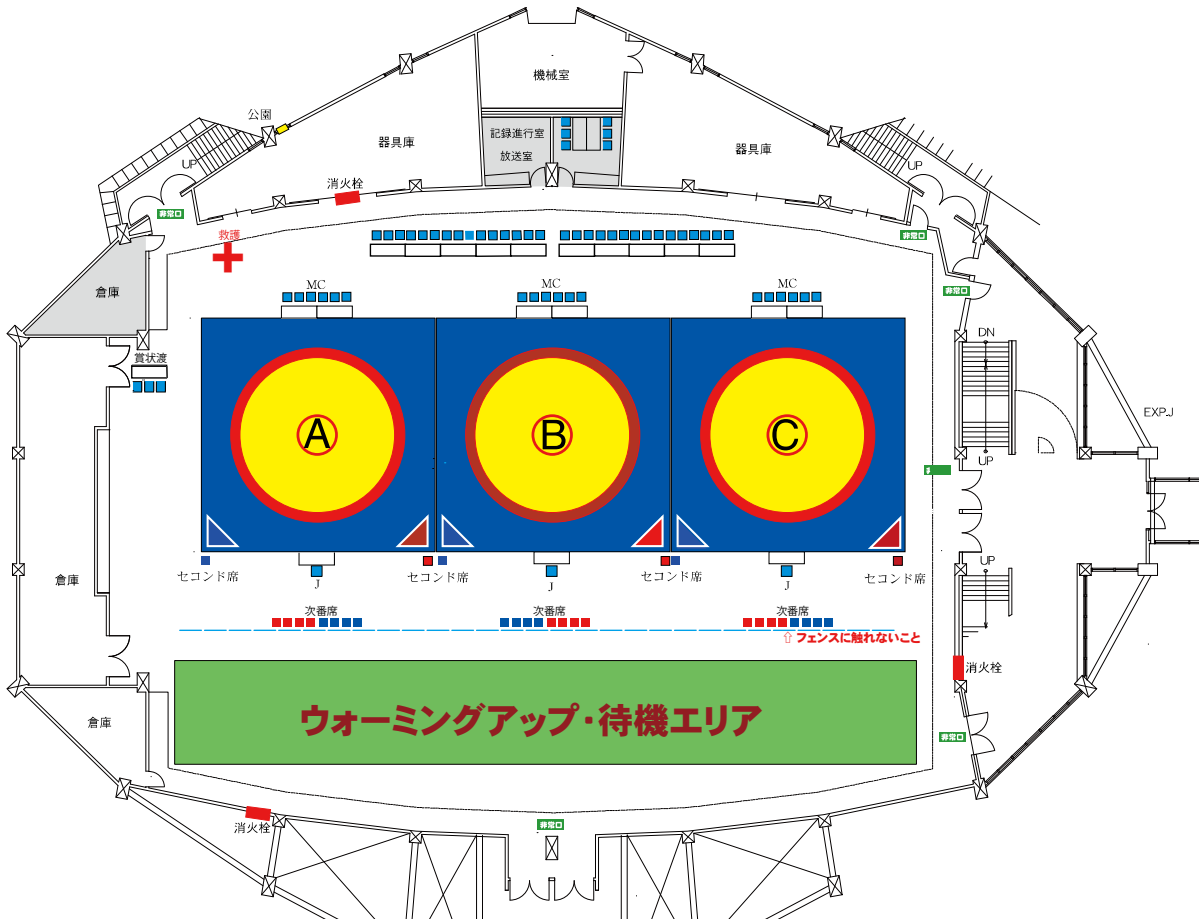 機械室
公園
記録進行室
放送室
器具庫
器具庫
UP
UP
消火栓
非常口
救護
非常口
倉庫
MC
MC
MC
非常口
DN
賞状渡
EXP.J
A
B
C
UP
セコンド席
J
セコンド席
J
セコンド席
J
セコンド席
UP
倉庫
次番席
次番席
次番席
⇧フェンスに触れないこと
消火栓
倉庫
ウォーミングアップ・待機エリア
非常口
消火栓
非常口